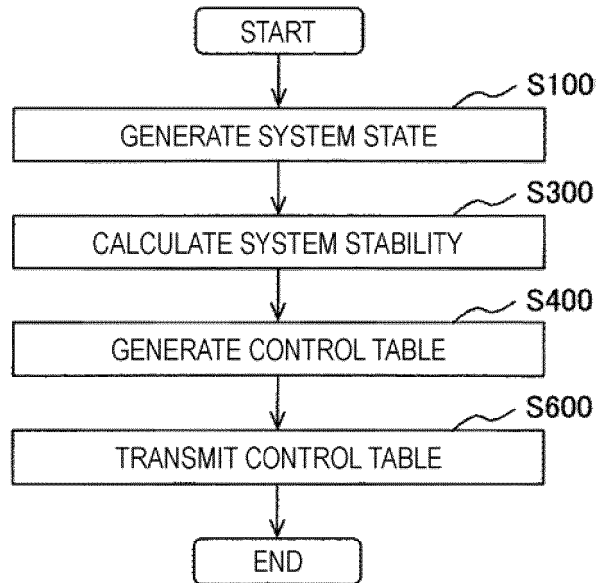 START
S100
GENERATE SYSTEM STATE
S300
CALCULATE SYSTEM STABILITY
S400
GENERATE CONTROL TABLE
S600
TRANSMIT CONTROL TABLE
END